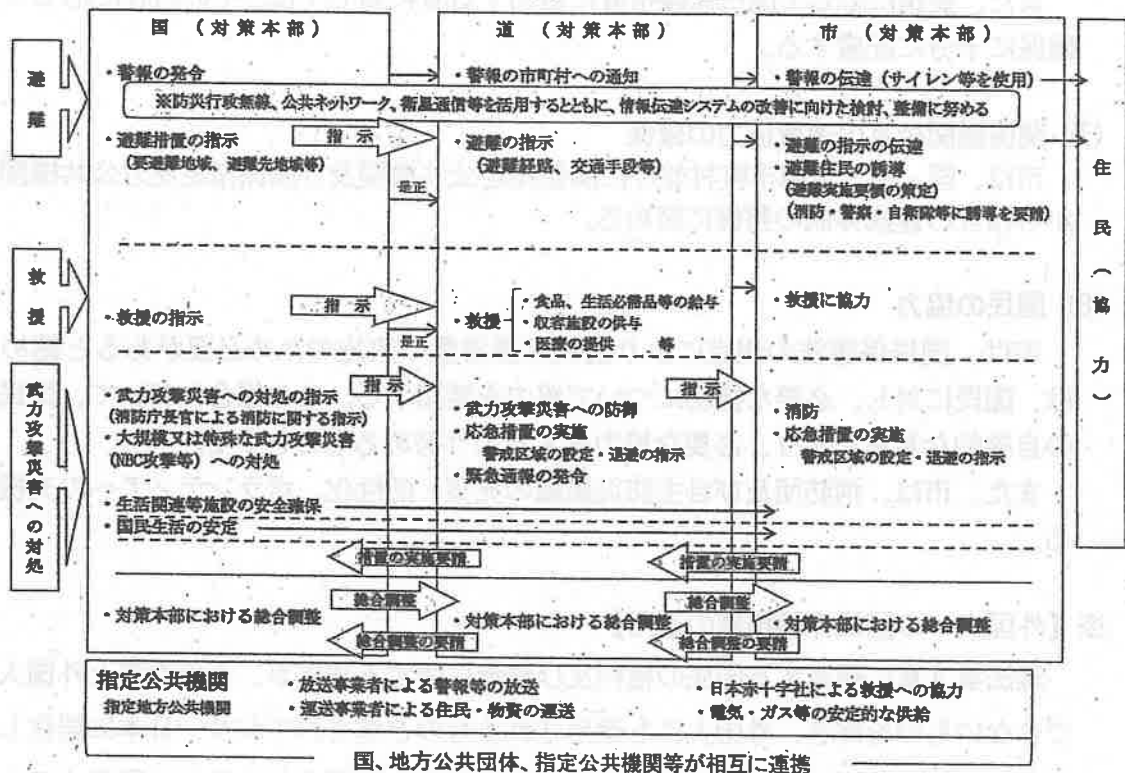 国（対策本部）
道（対策本部）
市（対策本部）
避難
・警報の発令
・警報の市町村への通知
・警報の伝達（サイレン等を使用）
※防災行政無線、公共ネットワーク、衛星通信等を活用するとともに、情報伝達システムの改善に向けた検討、整備に努める
・避難措置の指示
（要避難地域、避難先地域等）
指示
是正
・避難の指示
（避難経路、交通手段等）
・避難の指示の伝達
・避難住民の誘導
（避難実施要領の策定）
（消防・警察・自衛隊等に誘導を要請）
住民（協力）
救援
・救援の指示
指示
是正
・救援
・食品、生活必需品等の給与
・収容施設の供与
・医療の提供　等
・救援に協力
武力攻撃災害への対処
指示
指示
・武力攻撃災害への対処の指示
（消防庁長官による消防に関する指示）
・大規模又は特殊な武力攻撃災害
（NBC攻撃等）への対処
・武力攻撃災害への防御
・応急措置の実施
警戒区域の設定・退避の指示
・緊急通報の発令
・消防
・応急措置の実施
警戒区域の設定・退避の指示
・生活関連等施設の安全確保
・国民生活の安定
措置の実施要請
措置の実施要請
総合調整
総合調整
・対策本部における総合調整
・対策本部における総合調整
・対策本部における総合調整
総合調整の要請
総合調整の要請
指定公共機関
指定地方公共機関
・放送事業者による警報等の放送
・運送事業者による住民・物資の運送
・日本赤十字社による救援への協力
・電気・ガス等の安定的な供給
国、地方公共団体、指定公共機関等が相互に連携